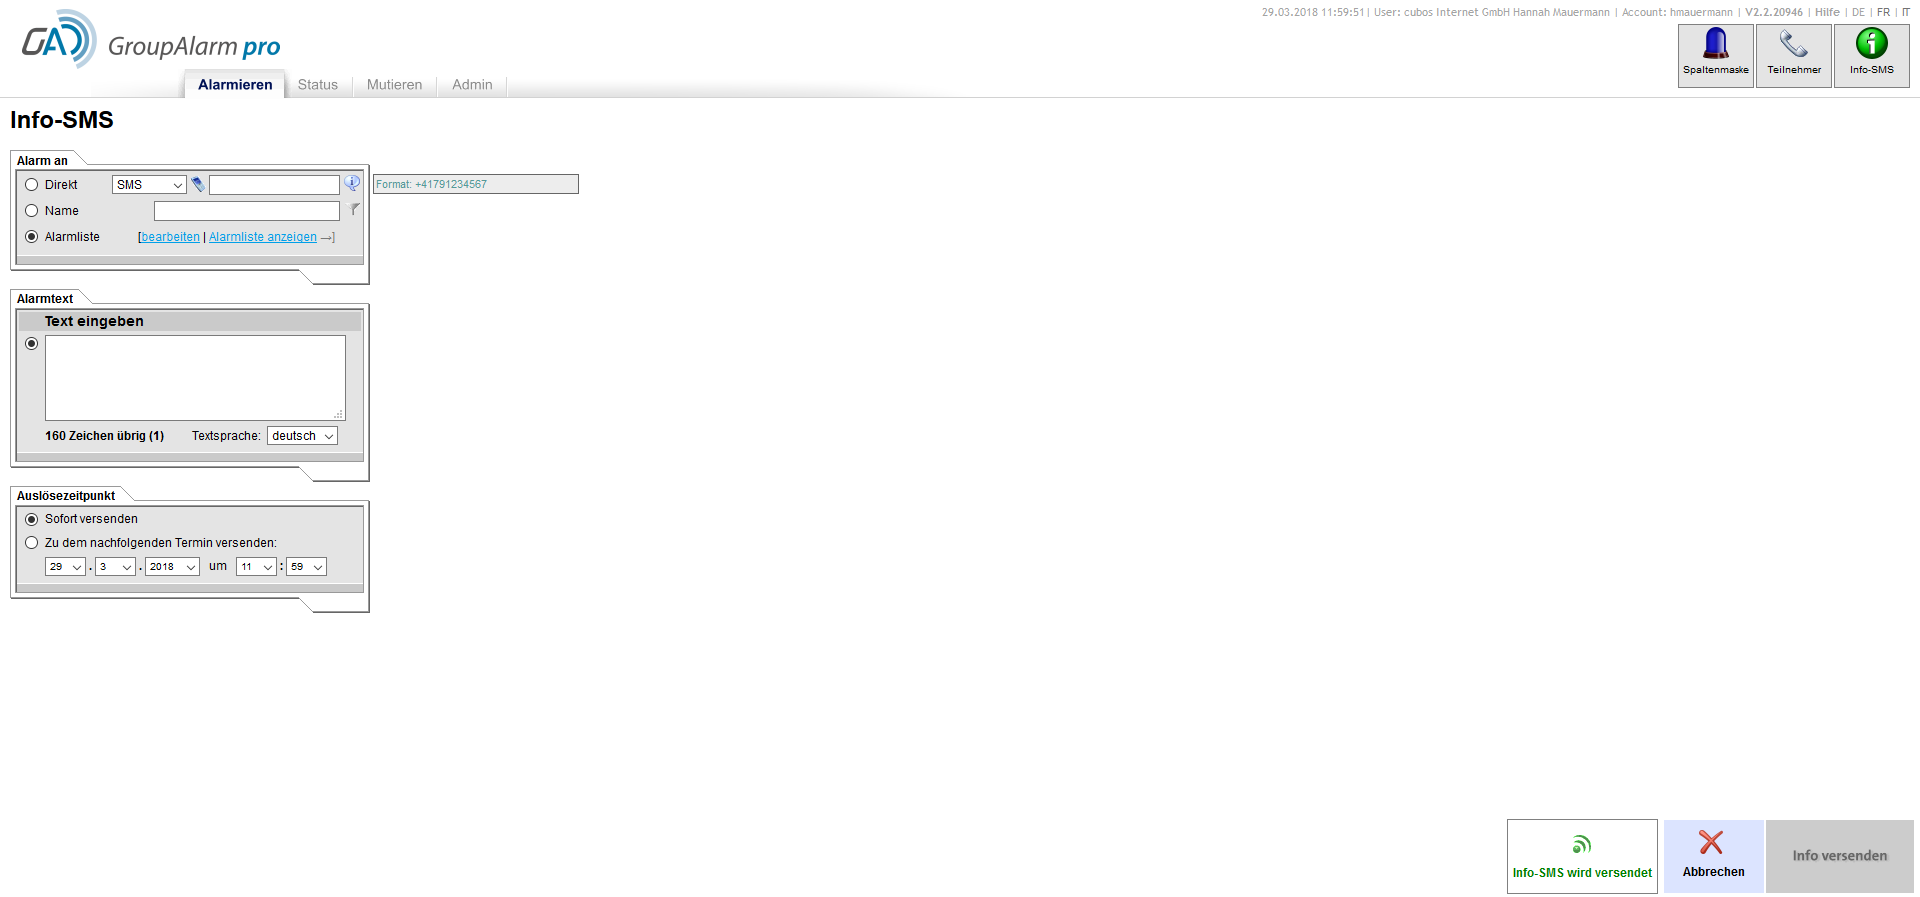 29.03.2018 11:59:51 | User: cubos Internet GmbH Hannah Mauermann | Account: hmauermann | V2.2.20946 | Hilfe | DE | FR | IT
GAD
GroupAlarm pro
Spaltenmaske Teilnehmer Info-SMS
Alarmieren Status Mutieren Admin
Info-SMS
Alarm an
Direkt SMS Format: +41791234567
Name
Alarmliste [bearbeiten | Alarmliste anzeigen →]
Alarmtext
Text eingeben
160 Zeichen übrig (1) Textsprache: deutsch
Auslösezeitpunkt
Sofort versenden
Zu dem nachfolgenden Termin versenden:
29 . 3 . 2018 um 11 : 59
Info-SMS wird versendet Abbrechen Info versenden